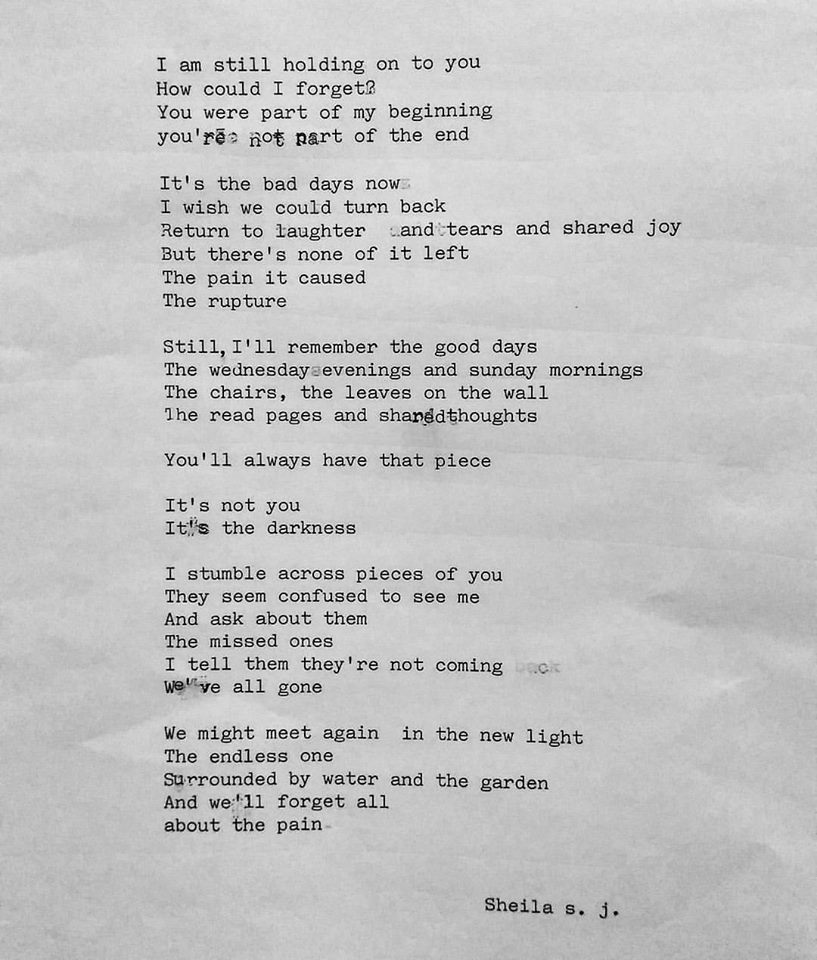 I am still holding on to you
How could I forget?
You were part of my beginning
you're not part of the end
It's the bad days now
I wish we could turn back
Return to laughter and tears and shared joy
But there's none of it left
The pain it caused
The rupture
Still, I'll remember the good days
The wednesday evenings and sunday mornings
The chairs, the leaves on the wall
The read pages and shared thoughts
You'll always have that piece
It's not you
It's the darkness
I stumble across pieces of you
They seem confused to see me
And ask about them
The missed ones
I tell them they're not coming
We've all gone
We might meet again in the new light
The endless one
Surrounded by water and the garden
And we'll forget all
about the pain
Sheila s. j.